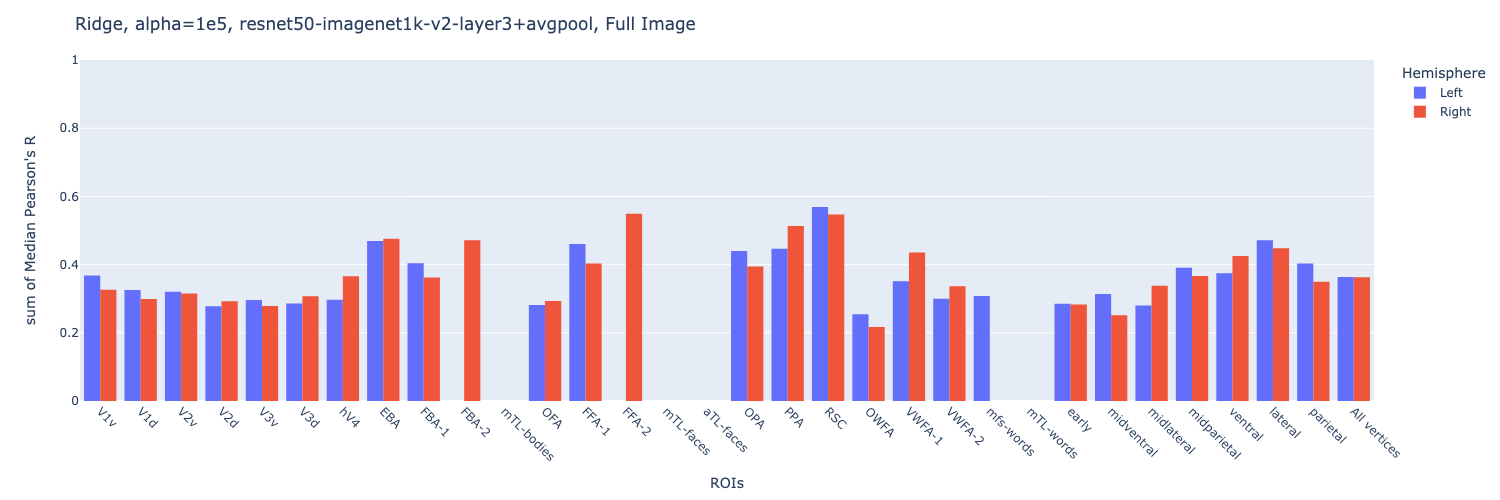 Ridge, alpha=1e5, resnet50-imagenet1k-v2-layer3+avgpool, Full Image
Hemisphere
Left
Right
sum of Median Pearson's R
1
0.8
0.6
0.4
0.2
0
V1v
V1d
V2v
V2d
V3v
V3d
hV4
EBA
FBA-1
FBA-2
mTL-bodies
OFA
FFA-1
FFA-2
mTL-faces
aTL-faces
OPA
PPA
RSC
OWFA
VWFA-1
VWFA-2
mfs-words
mTL-words
early
midventral
midlateral
midparietal
ventral
lateral
parietal
All vertices
ROIs